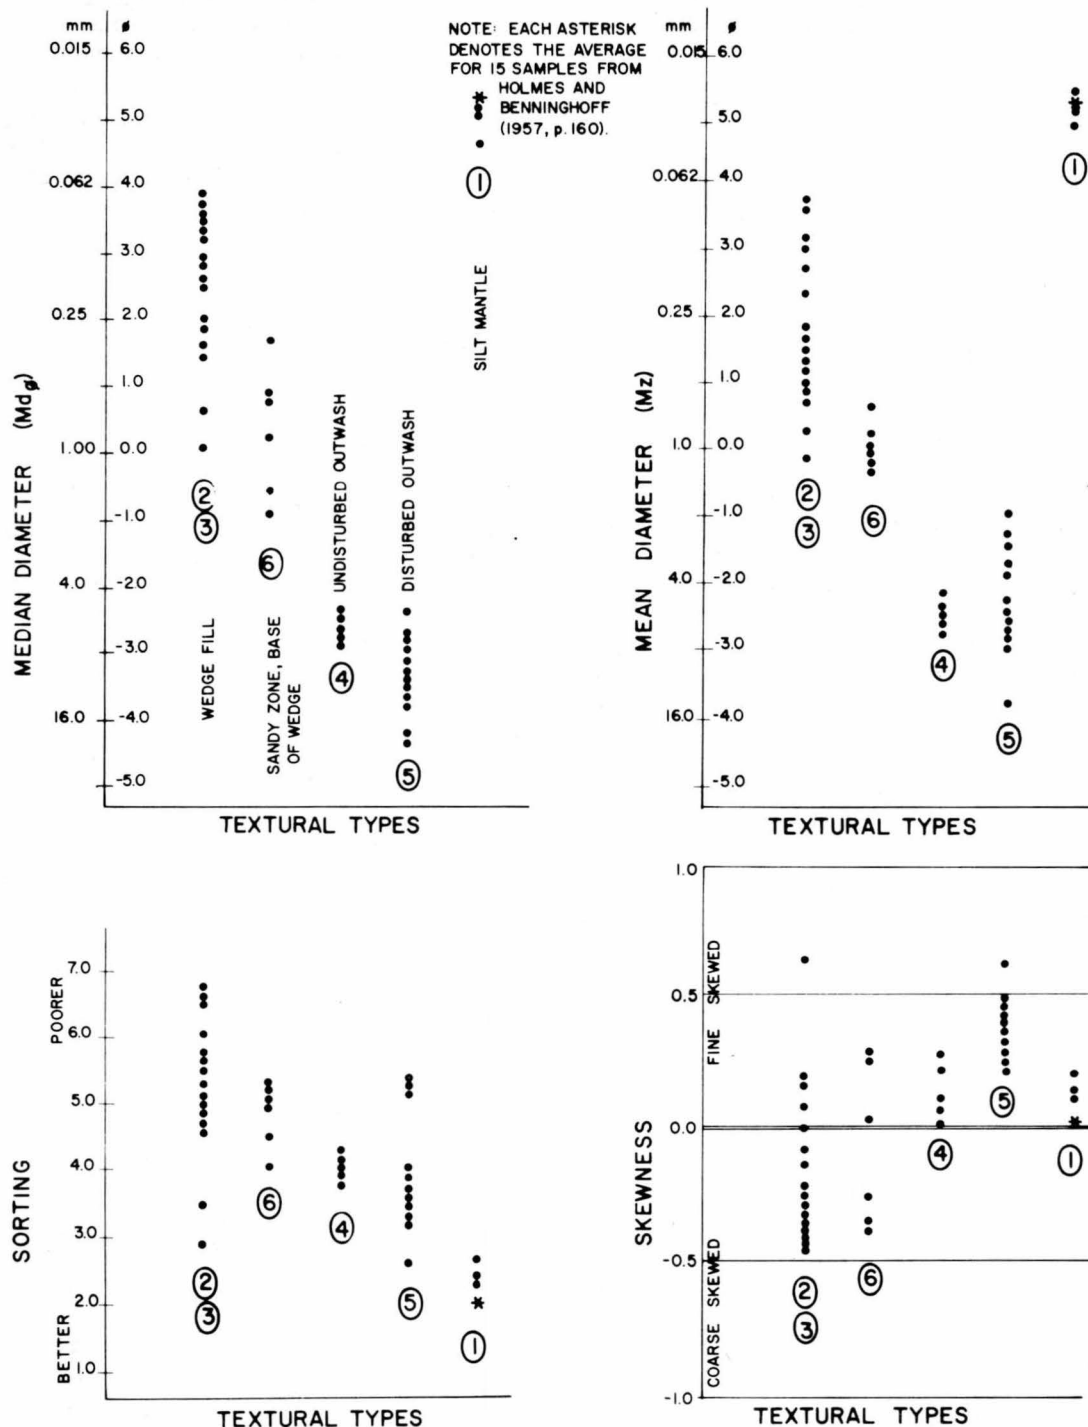 mm ø
0.015 6.0
5.0
0.062 4.0
3.0
0.25 2.0
1.0
1.00 0.0
-1.0
4.0 -2.0
-3.0
16.0 -4.0
-5.0
MEDIAN DIAMETER (Mdø)
NOTE: EACH ASTERISK
DENOTES THE AVERAGE
FOR 15 SAMPLES FROM
HOLMES AND
BENNINGHOFF
(1957, p. 160).
*
1
SILT MANTLE
2
3
WEDGE FILL
6
SANDY ZONE, BASE
OF WEDGE
UNDISTURBED OUTWASH
4
DISTURBED OUTWASH
5
TEXTURAL TYPES
mm ø
0.015 6.0
5.0
0.062 4.0
3.0
0.25 2.0
1.0
1.0 0.0
-1.0
4.0 -2.0
-3.0
16.0 -4.0
-5.0
MEAN DIAMETER (Mz)
2
3
6
4
5
*
1
TEXTURAL TYPES
7.0
6.0
5.0
4.0
3.0
2.0
1.0
POORER
BETTER
SORTING
2
3
6
4
5
*
1
TEXTURAL TYPES
1.0
0.5
0.0
-0.5
-1.0
FINE SKEWED
COARSE SKEWED
SKEWNESS
2
3
6
4
5
*
1
TEXTURAL TYPES